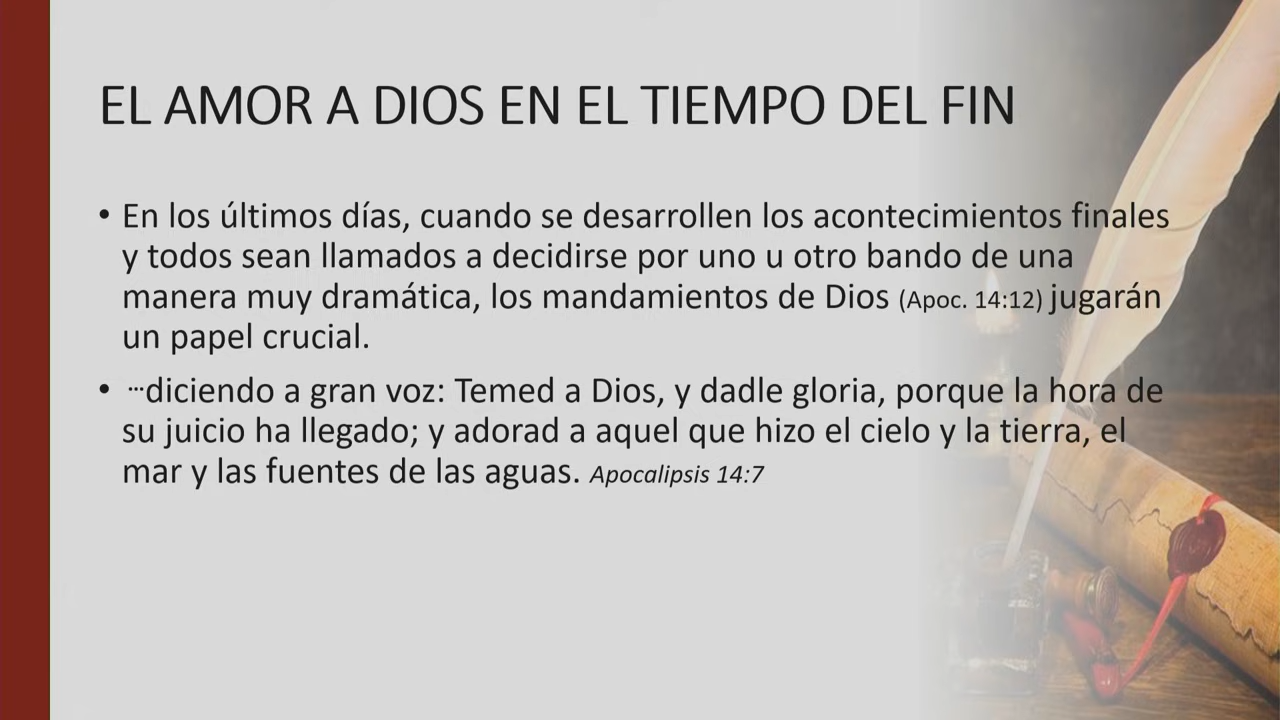 EL AMOR A DIOS EN EL TIEMPO DEL FIN
• En los últimos días, cuando se desarrollen los acontecimientos finales
y todos sean llamados a decidirse por uno u otro bando de una
manera muy dramática, los mandamientos de Dios (Apoc. 14:12) jugarán
un papel crucial.
• …diciendo a gran voz: Temed a Dios, y dadle gloria, porque la hora de
su juicio ha llegado; y adorad a aquel que hizo el cielo y la tierra, el
mar y las fuentes de las aguas. Apocalipsis 14:7